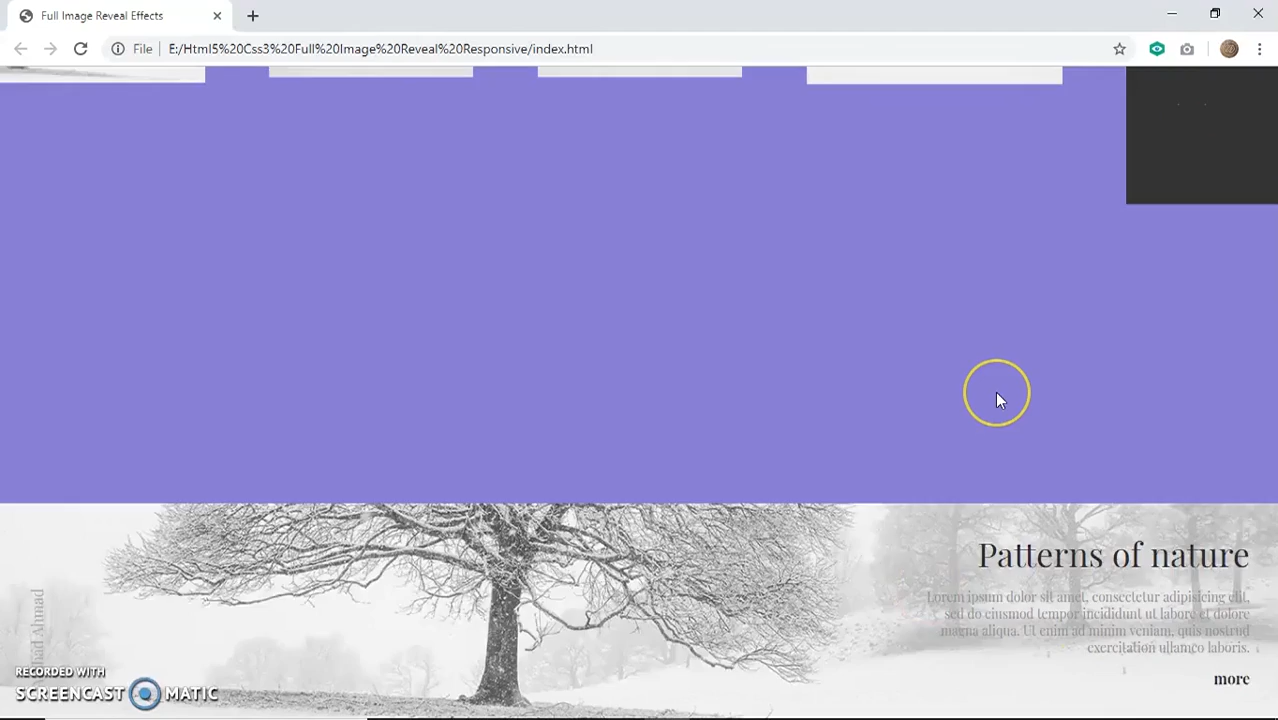 Full Image Reveal Effects
File
E:/Html5%20Css3%20Full%20Image%20Reveal%20Responsive/index.html
Patterns of nature
Lorem ipsum dolor sit amet, consectetur adipisicing elit,
sed do eiusmod tempor incididunt ut labore et dolore
magna aliqua. Ut enim ad minim veniam, quis nostrud
exercitation ullamco laboris.
more
Ahmad
RECORDED WITH
SCREENCAST MATIC